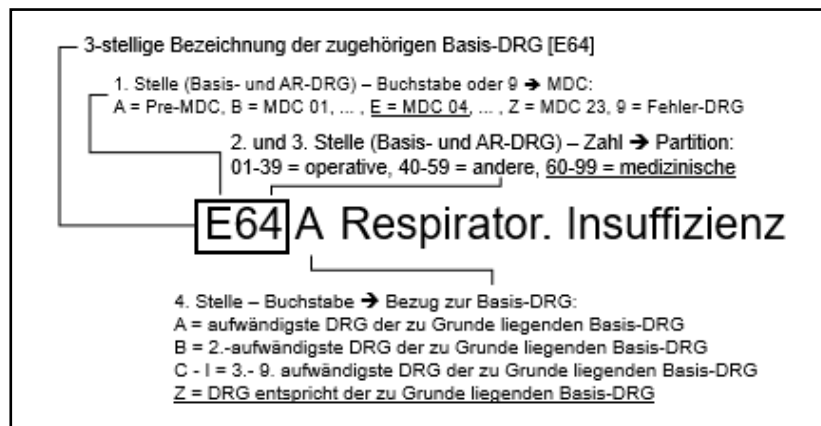 3-stellige Bezeichnung der zugehörigen Basis-DRG [E64]
1. Stelle (Basis- und AR-DRG) – Buchstabe oder 9 ➔ MDC:
A = Pre-MDC, B = MDC 01, ... , E = MDC 04, ... , Z = MDC 23, 9 = Fehler-DRG
2. und 3. Stelle (Basis- und AR-DRG) – Zahl ➔ Partition:
01-39 = operative, 40-59 = andere, 60-99 = medizinische
E64 A Respirator. Insuffizienz
4. Stelle – Buchstabe ➔ Bezug zur Basis-DRG:
A = aufwändigste DRG der zu Grunde liegenden Basis-DRG
B = 2.-aufwändigste DRG der zu Grunde liegenden Basis-DRG
C - I = 3.- 9. aufwändigste DRG der zu Grunde liegenden Basis-DRG
Z = DRG entspricht der zu Grunde liegenden Basis-DRG